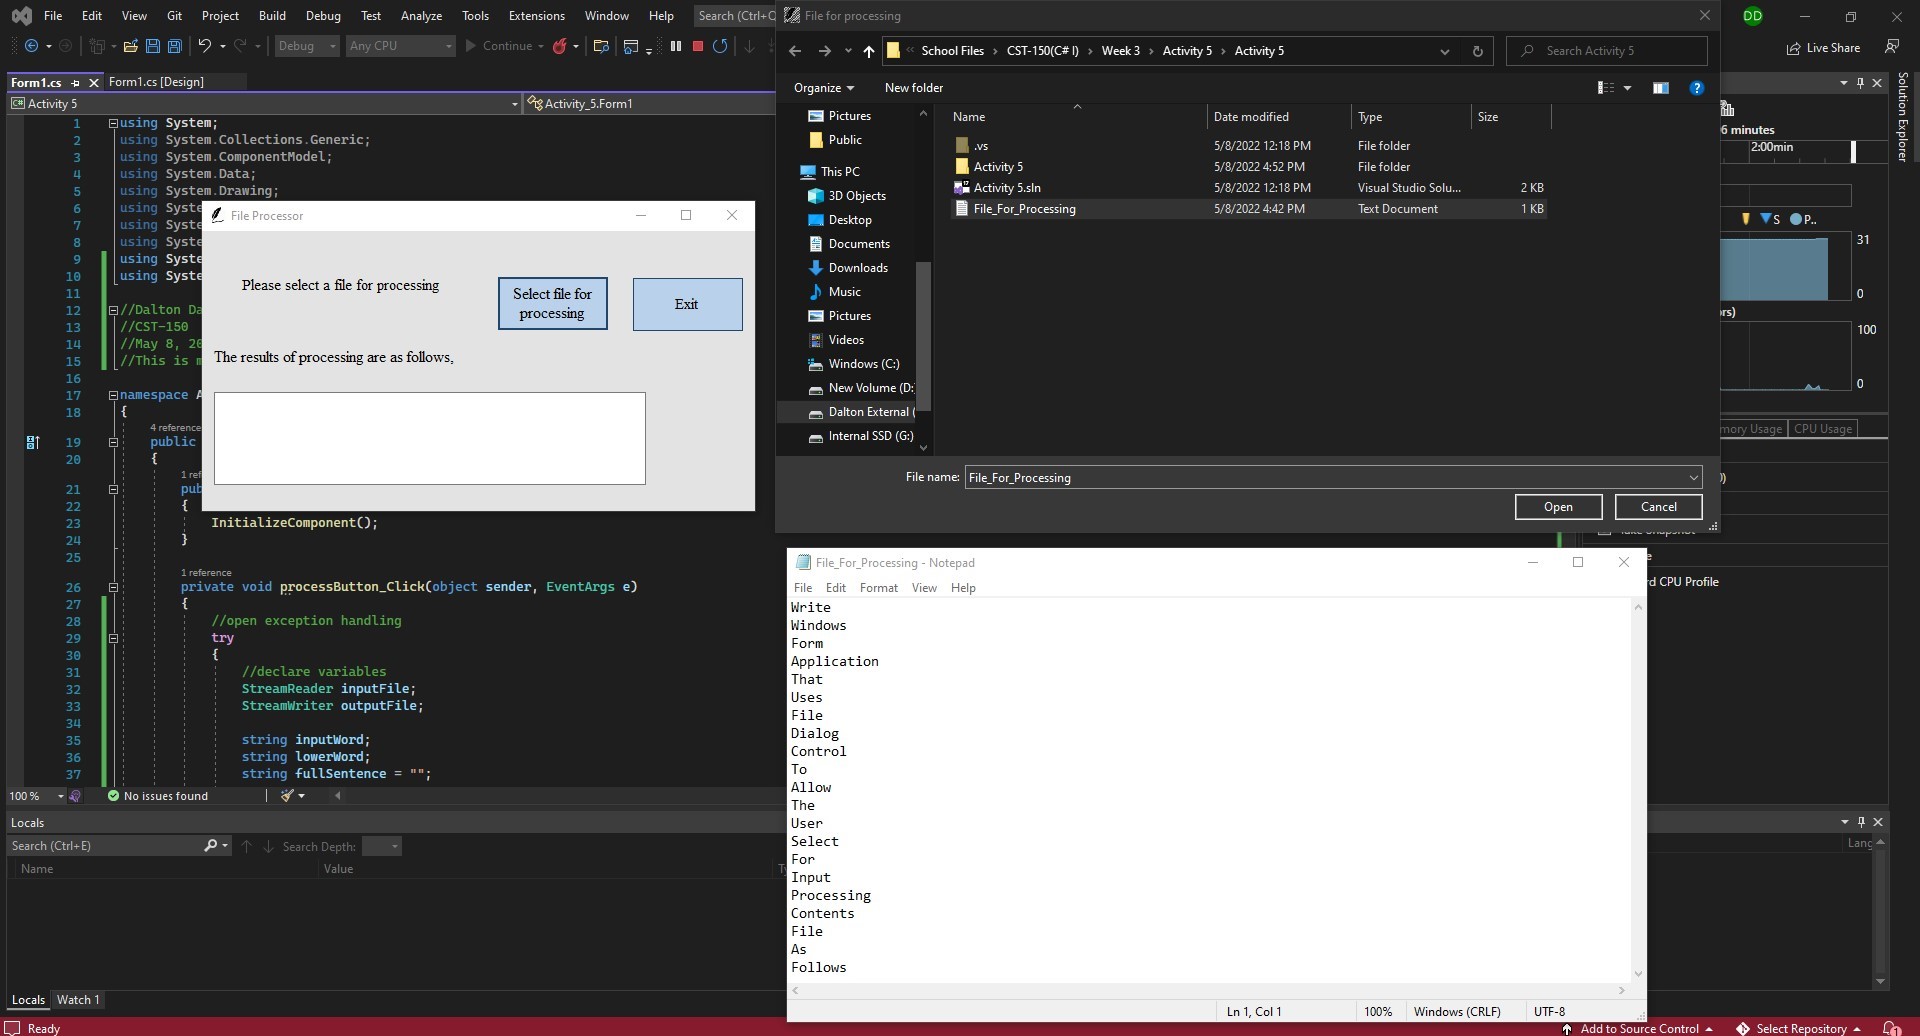 File Edit View Git Project Build Debug Test Analyze Tools Extensions Window Help Search (Ctrl+Q
DD
Debug Any CPU Continue
Live Share
Form1.cs Form1.cs [Design]
Activity 5 Activity_5.Form1
1 using System;
2 using System.Collections.Generic;
3 using System.ComponentModel;
4 using System.Data;
5 using System.Drawing;
6 using Syste
7 using Syste
8 using Syste
9 using Syste
10 using Syste
11
12 //Dalton Da
13 //CST-150
14 //May 8, 20
15 //This is m
16
17 namespace A
18 {
4 reference
19 public
20 {
1 ref
21 pub
22 {
23 InitializeComponent();
24 }
25
1 reference
26 private void processButton_Click(object sender, EventArgs e)
27 {
28 //open exception handling
29 try
30 {
31 //declare variables
32 StreamReader inputFile;
33 StreamWriter outputFile;
34
35 string inputWord;
36 string lowerWord;
37 string fullSentence = "";
100 % No issues found
Locals
Search (Ctrl+E) Search Depth:
Name Value
Locals Watch 1
Ready
File Processor
Please select a file for processing
Select file for
processing
Exit
The results of processing are as follows,
File for processing
« School Files › CST-150(C# I) › Week 3 › Activity 5 › Activity 5
Search Activity 5
Organize New folder
Pictures
Public
This PC
3D Objects
Desktop
Documents
Downloads
Music
Pictures
Videos
Windows (C:)
New Volume (D:
Dalton External (
Internal SSD (G:)
Name Date modified Type Size
.vs 5/8/2022 12:18 PM File folder
Activity 5 5/8/2022 4:52 PM File folder
Activity 5.sln 5/8/2022 12:18 PM Visual Studio Solu... 2 KB
File_For_Processing 5/8/2022 4:42 PM Text Document 1 KB
File name: File_For_Processing
Open Cancel
File_For_Processing - Notepad
File Edit Format View Help
Write
Windows
Form
Application
That
Uses
File
Dialog
Control
To
Allow
The
User
Select
For
Input
Processing
Contents
File
As
Follows
Ln 1, Col 1 100% Windows (CRLF) UTF-8
Solution Explorer
6 minutes
2:00min
S P..
31
0
rs)
100
0
mory Usage CPU Usage
)
rd CPU Profile
Lang
Add to Source Control Select Repository 1